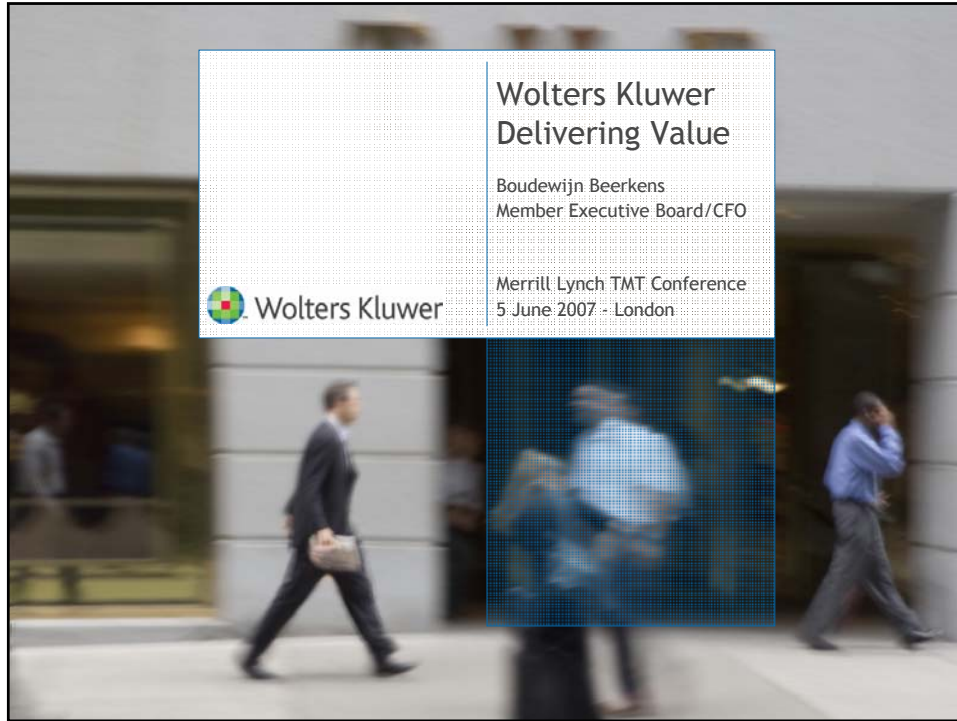 Wolters Kluwer
Delivering Value
Boudewijn Beerkens
Member Executive Board/CFO
Merrill Lynch TMT Conference
5 June 2007 - London
Wolters Kluwer